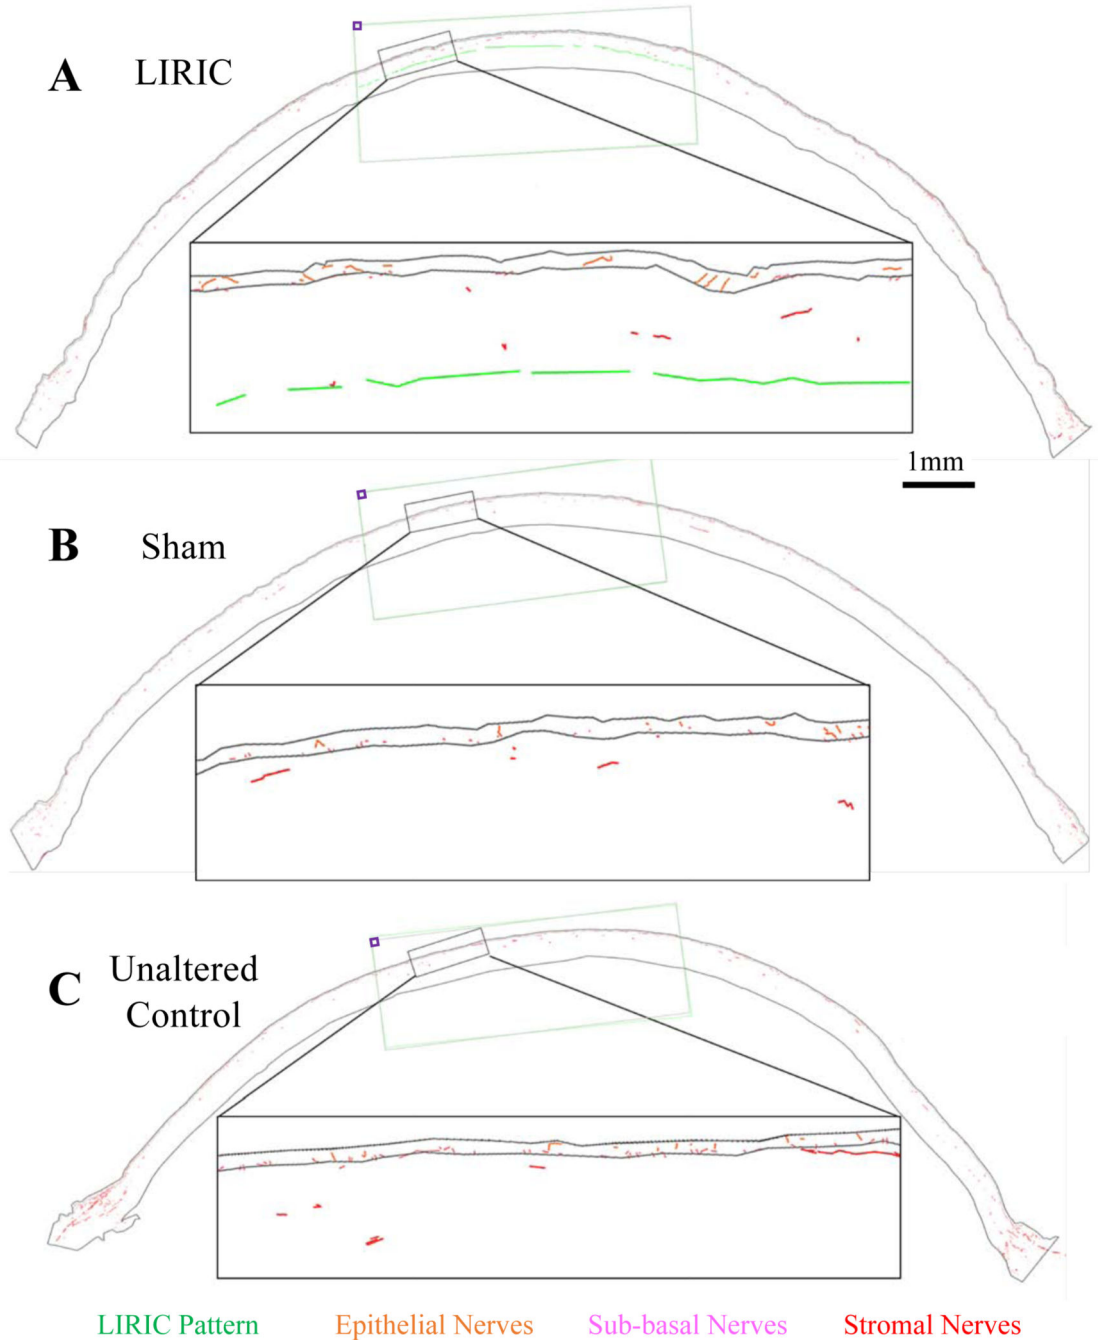 A LIRIC
1mm
B Sham
C Unaltered
Control
LIRIC Pattern Epithelial Nerves Sub-basal Nerves Stromal Nerves